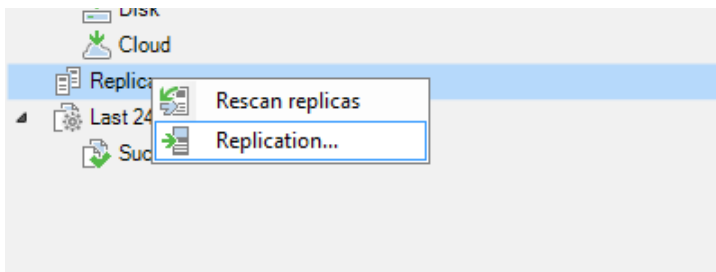 Disk
Cloud
Replica
Rescan replicas
Last 24
Replication...
Suc